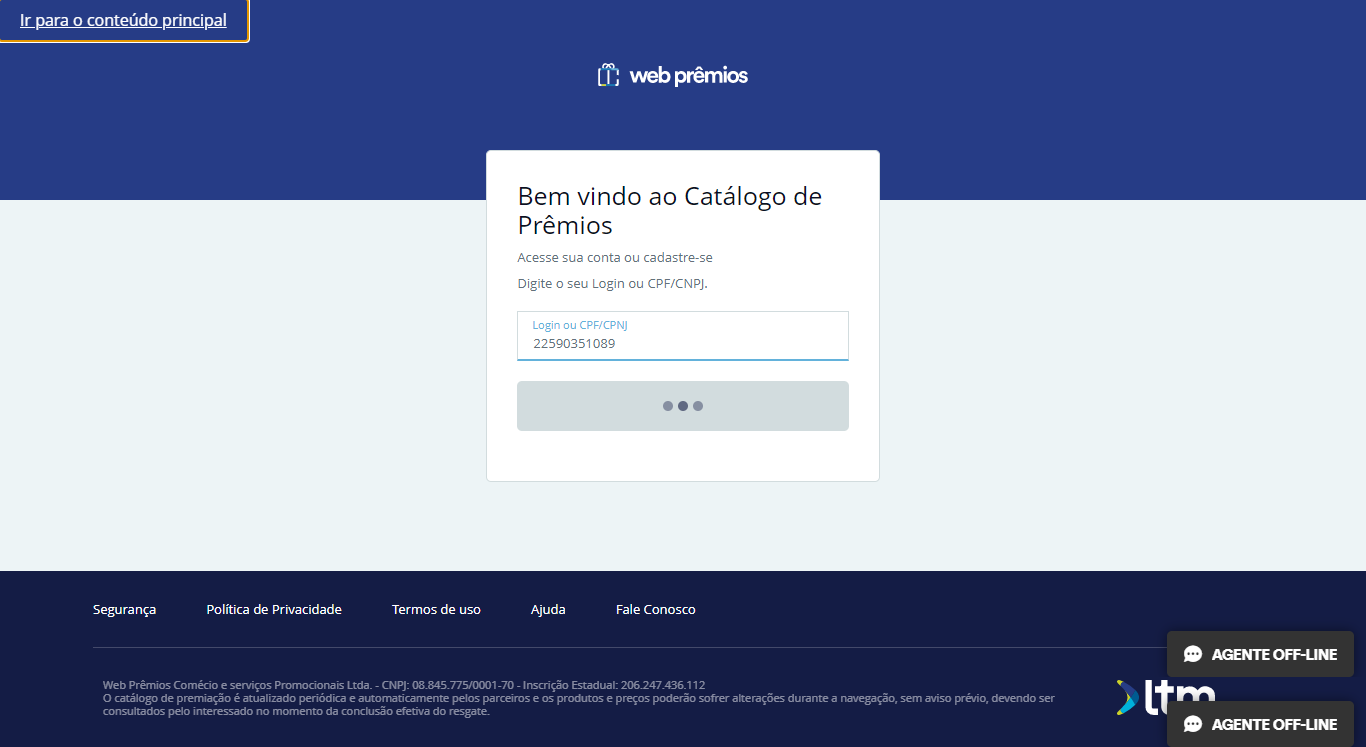 Ir para o conteúdo principal
web prêmios
Bem vindo ao Catálogo de
Prêmios
Acesse sua conta ou cadastre-se
Digite o seu Login ou CPF/CNPJ.
Login ou CPF/CPNJ
22590351089
Segurança
Política de Privacidade
Termos de uso
Ajuda
Fale Conosco
AGENTE OFF-LINE
Web Prêmios Comécio e serviços Promocionais Ltda. - CNPJ: 08.845.775/0001-70 - Inscrição Estadual: 206.247.436.112
O catálogo de premiação é atualizado periódica e automaticamente pelos parceiros e os produtos e preços poderão sofrer alterações durante a navegação, sem aviso prévio, devendo ser
consultados pelo interessado no momento da conclusão efetiva do resgate.
ltm
AGENTE OFF-LINE